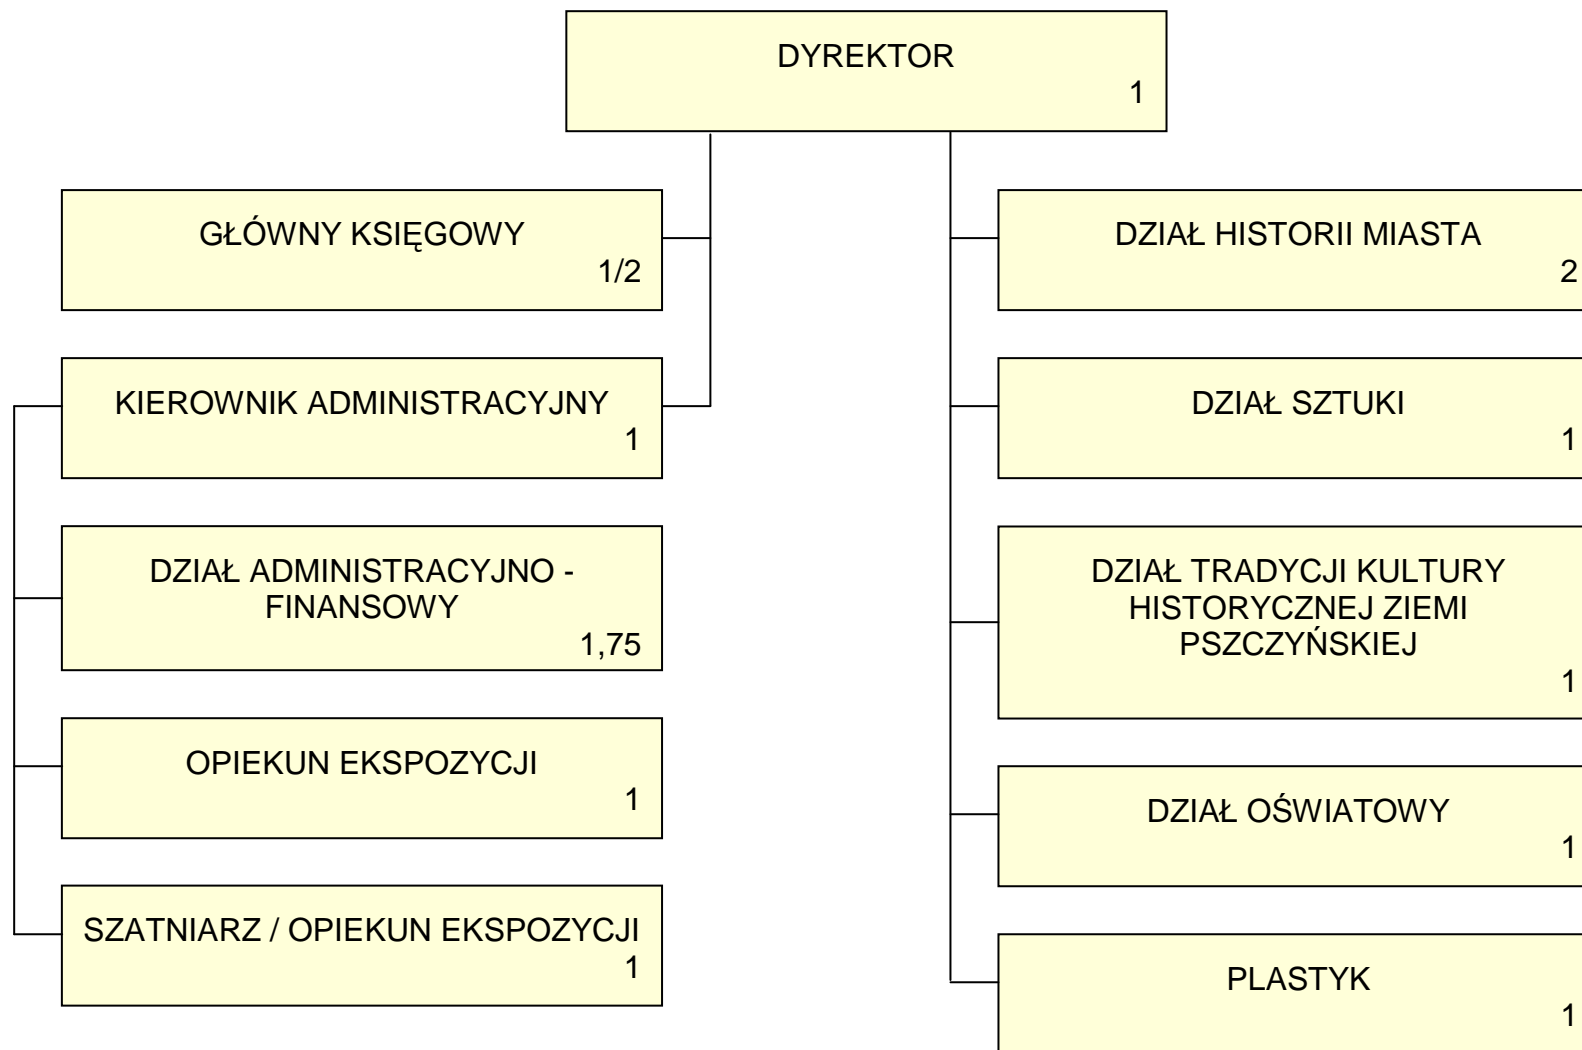 DYREKTOR
1
GŁÓWNY KSIĘGOWY
1/2
KIEROWNIK ADMINISTRACYJNY
1
DZIAŁ ADMINISTRACYJNO -
FINANSOWY
1,75
OPIEKUN EKSPOZYCJI
1
SZATNIARZ / OPIEKUN EKSPOZYCJI
1
DZIAŁ HISTORII MIASTA
2
DZIAŁ SZTUKI
1
DZIAŁ TRADYCJI KULTURY
HISTORYCZNEJ ZIEMI
PSZCZYŃSKIEJ
1
DZIAŁ OŚWIATOWY
1
PLASTYK
1